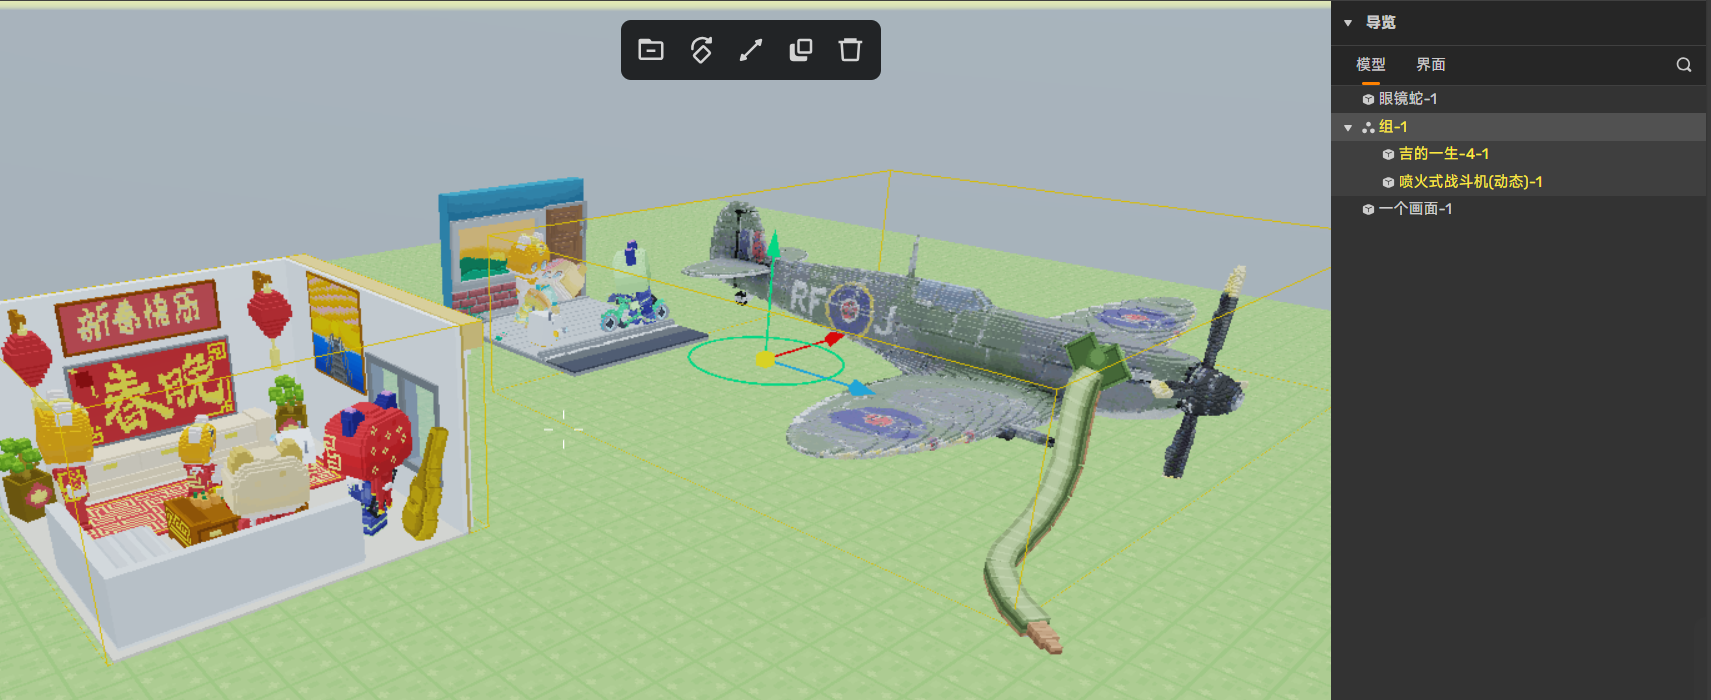 导览
模型
界面
眼镜蛇-1
组-1
吉的一生-4-1
喷火式战斗机(动态)-1
一个画面-1
新春快乐
春晚
RF
J